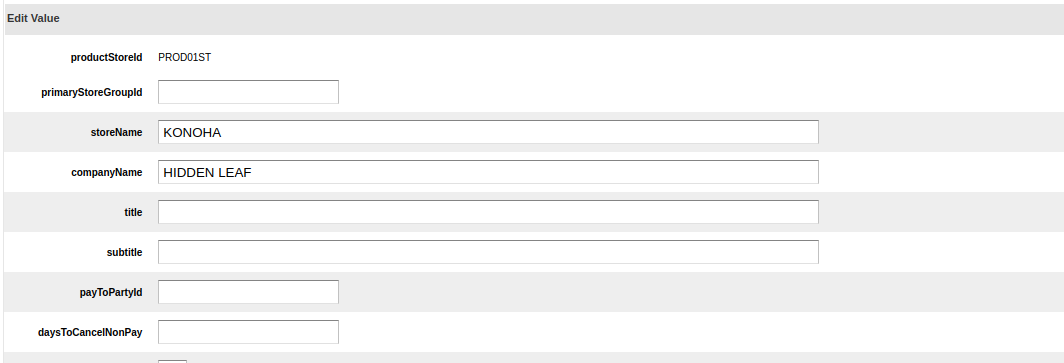 Edit Value
productStoreId PROD01ST
primaryStoreGroupId
storeName KONOHA
companyName HIDDEN LEAF
title
subtitle
payToPartyId
daysToCancelNonPay